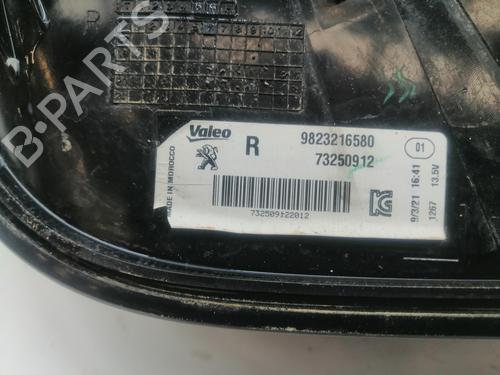 Valeo
R
9823216580
73250912
01
MADE IN MOROCCO
732509122012
9/3/21 16:41
1267 13.5V
B-PARTS